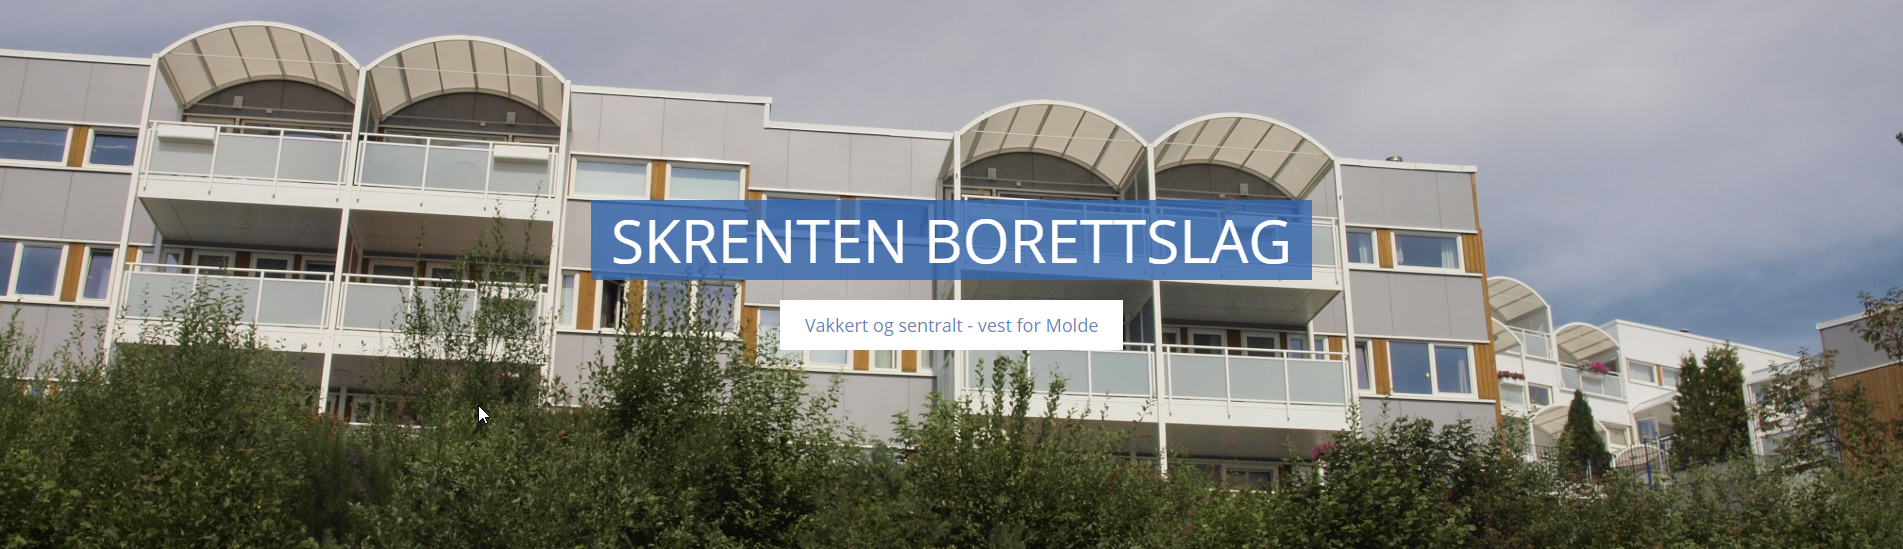 SKRENTEN BORETTSLAG
Vakkert og sentralt - vest for Molde